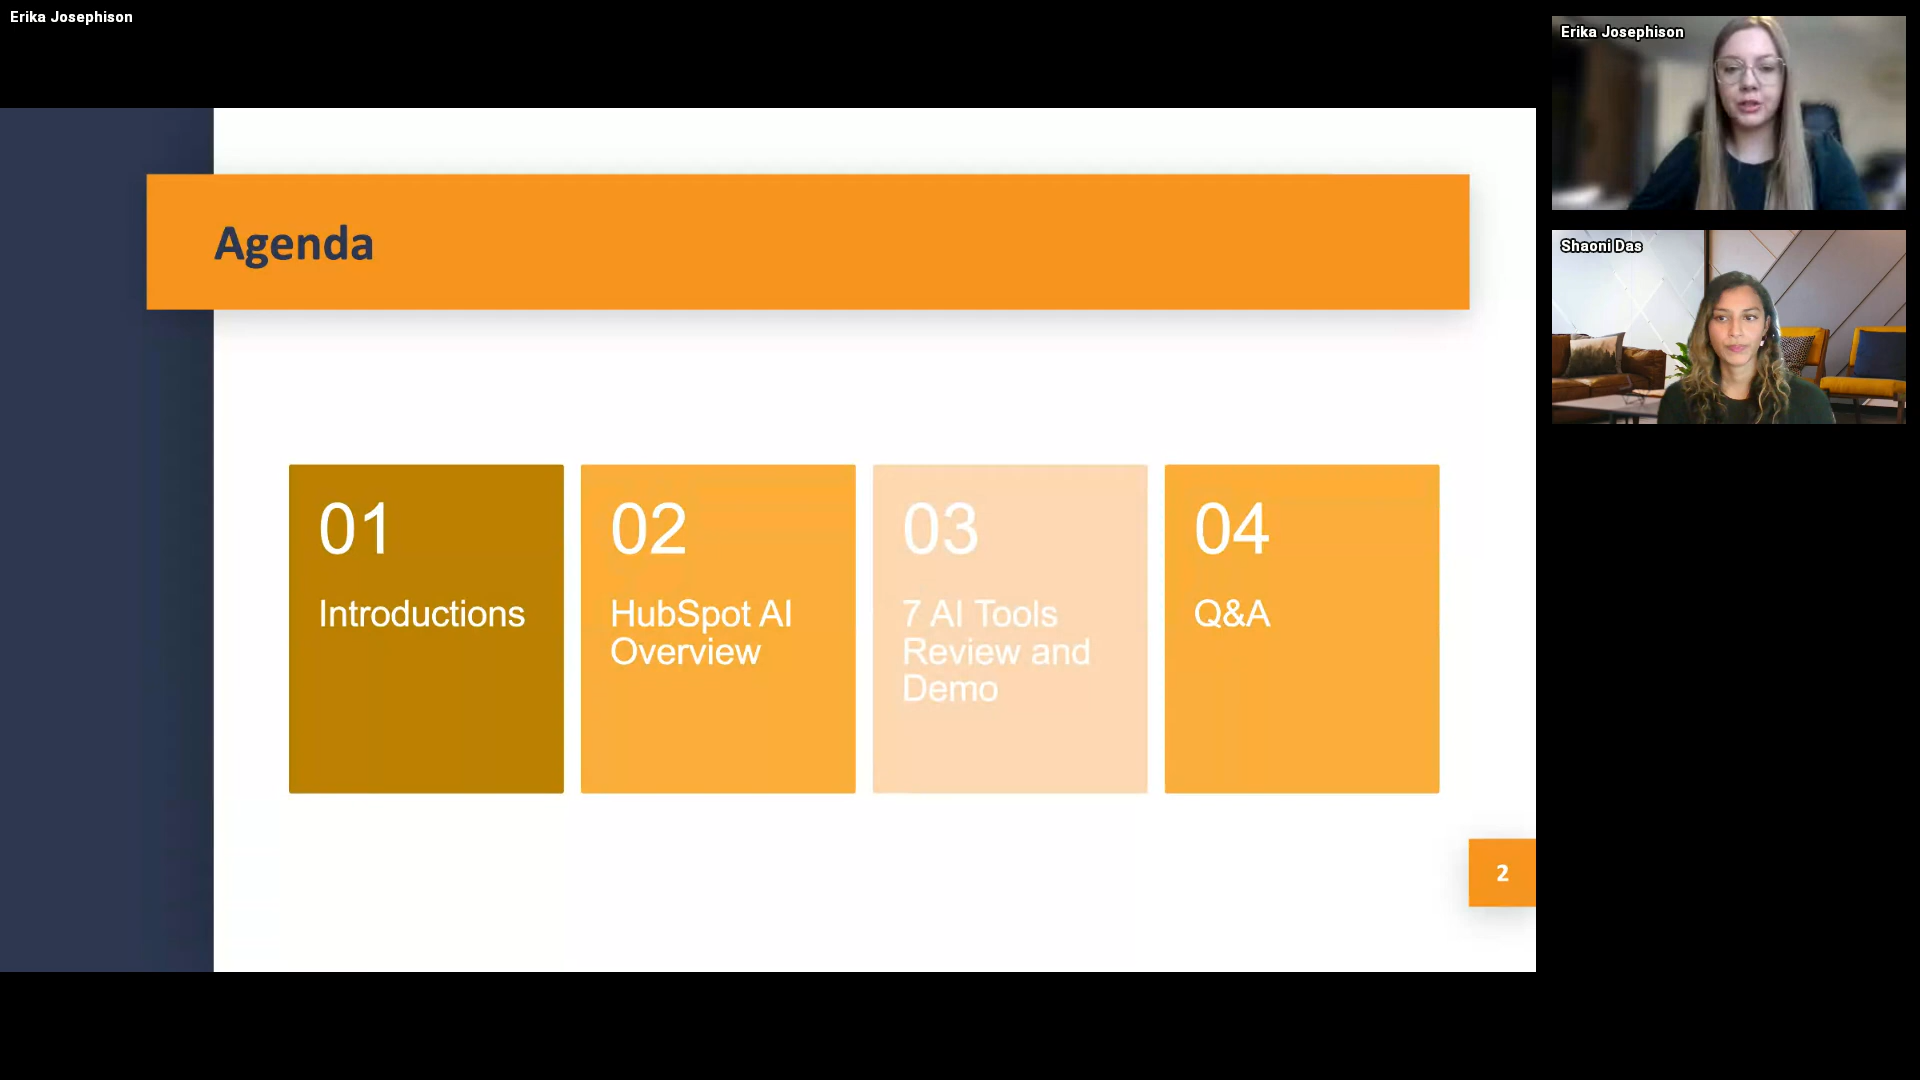 Erika Josephison
Erika Josephison
Shaoni Das
Agenda
01
Introductions
02
HubSpot AI
Overview
03
7 AI Tools
Review and
Demo
04
Q&A
2